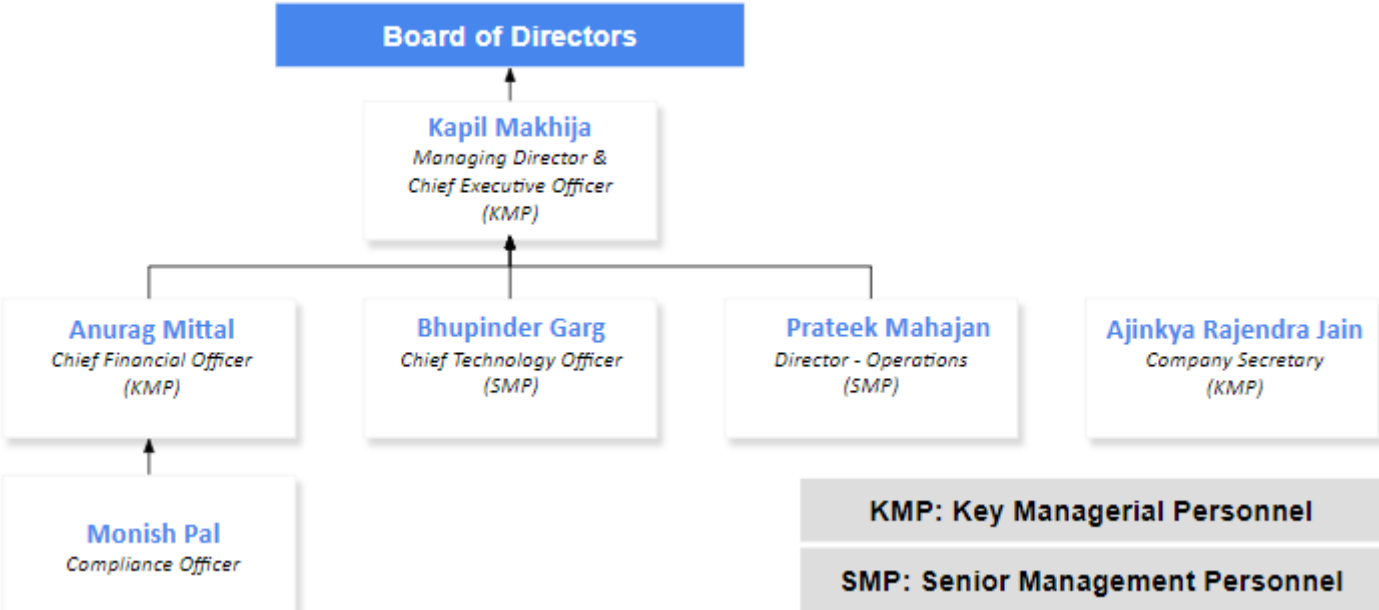 Board of Directors
Kapil Makhija
Managing Director &
Chief Executive Officer
(KMP)
Anurag Mittal
Chief Financial Officer
(KMP)
Bhupinder Garg
Chief Technology Officer
(SMP)
Prateek Mahajan
Director - Operations
(SMP)
Ajinkya Rajendra Jain
Company Secretary
(KMP)
Monish Pal
Compliance Officer
KMP: Key Managerial Personnel
SMP: Senior Management Personnel